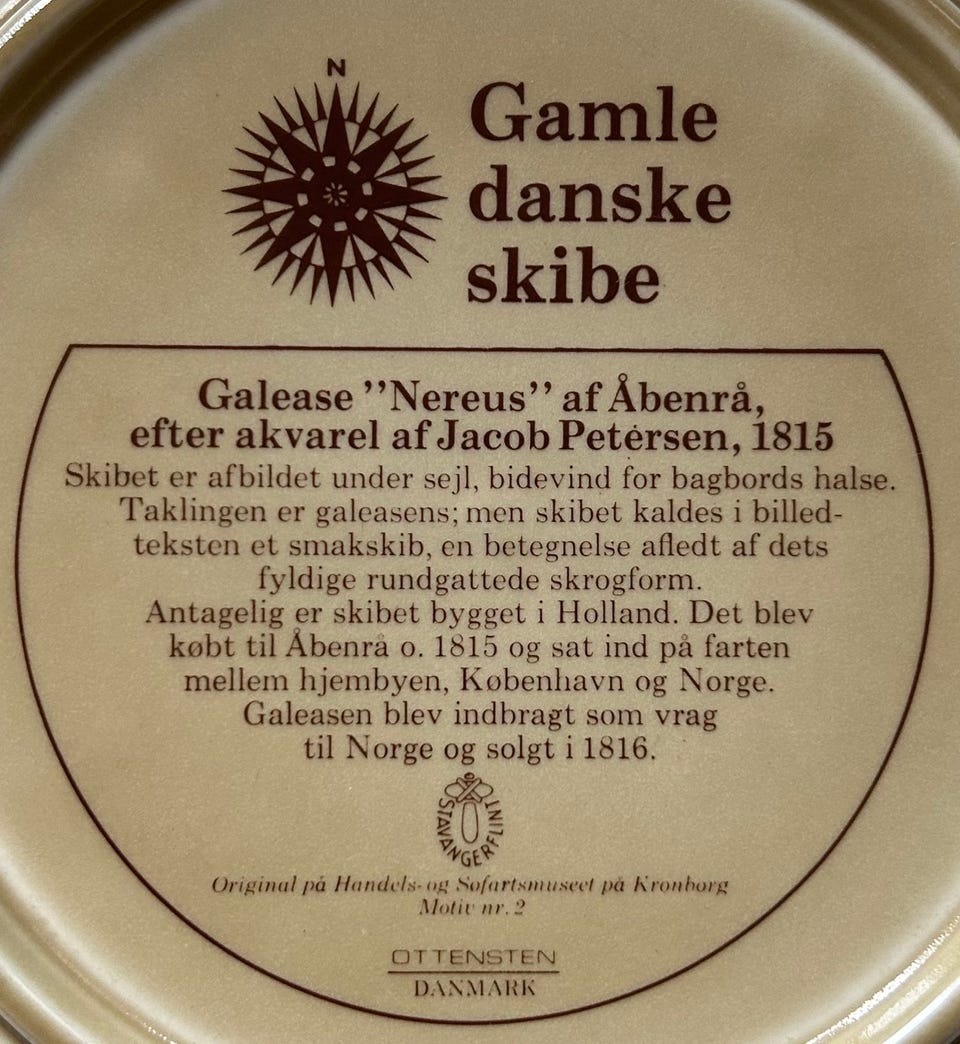 N
Gamle
danske
skibe
Galease ”Nereus” af Åbenrå,
efter akvarel af Jacob Petersen, 1815
Skibet er afbildet under sejl, bidevind for bagbords halse.
Taklingen er galeasens; men skibet kaldes i billed-
teksten et smakskib, en betegnelse afledt af dets
fyldige rundgattede skrogform.
Antagelig er skibet bygget i Holland. Det blev
købt til Åbenrå o. 1815 og sat ind på farten
mellem hjembyen, København og Norge.
Galeasen blev indbragt som vrag
til Norge og solgt i 1816.
STAVANGERFLINT
Original på Handels- og Søfartsmuseet på Kronborg
Motiv nr. 2
OTTENSTEN
DANMARK